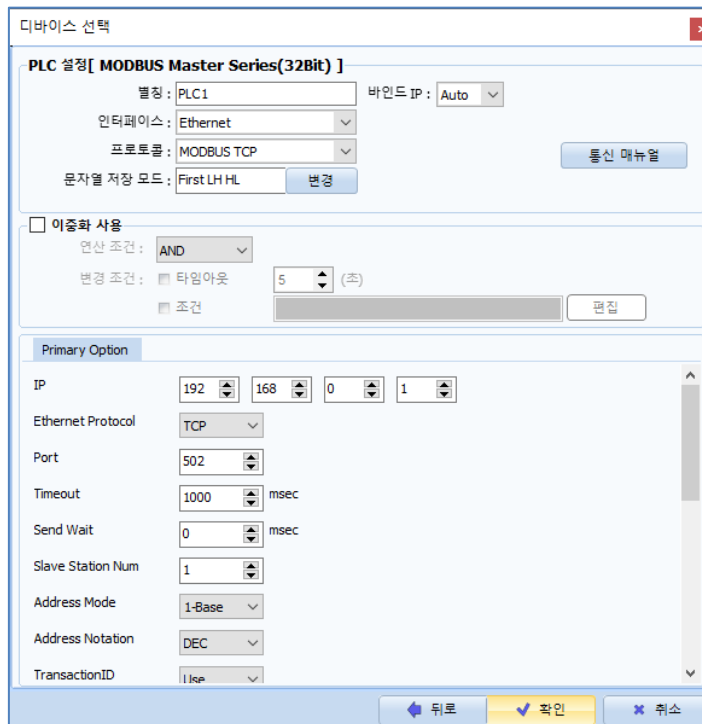 디바이스 선택
PLC 설정[ MODBUS Master Series(32Bit) ]
별칭 : PLC1 바인드 IP : Auto
인터페이스 : Ethernet
프로토콜 : MODBUS TCP
통신 매뉴얼
문자열 저장 모드 : First LH HL 변경
이중화 사용
연산 조건 : AND
변경 조건 : 타임아웃 5 (초)
조건 편집
Primary Option
IP 192 168 0 1
Ethernet Protocol TCP
Port 502
Timeout 1000 msec
Send Wait 0 msec
Slave Station Num 1
Address Mode 1-Base
Address Notation DEC
TransactionID Use
뒤로 확인 취소